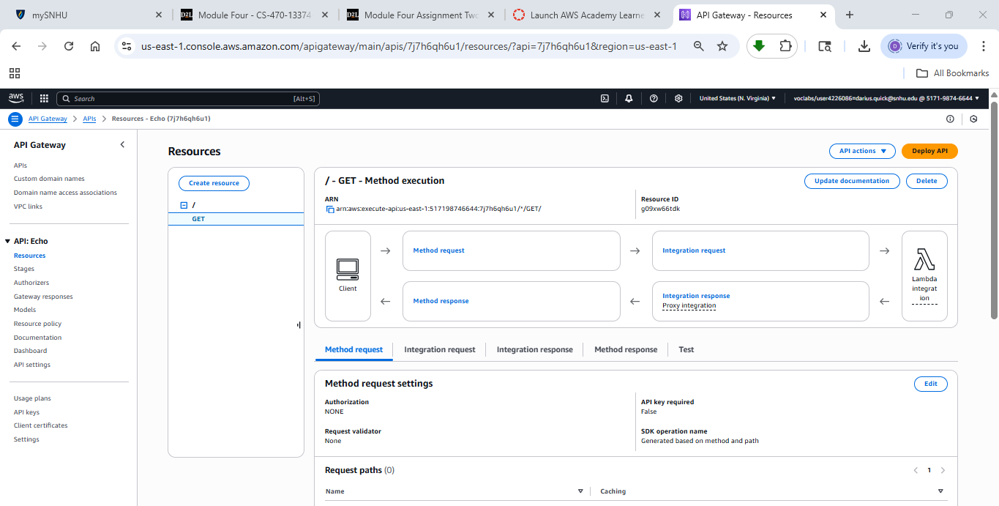 mySNHU
D2L Module Four - CS-470-13374
D2L Module Four Assignment Two
Launch AWS Academy Learne
API Gateway - Resources
us-east-1.console.aws.amazon.com/apigateway/main/apis/7j7h6qh6u1/resources/?api=7j7h6qh6u1&region=us-east-1
D Verify it's you
All Bookmarks
aws Search [Alt+S] United States (N. Virginia) voclabs/user4226086=darius.quick@snhu.edu @ 5171-9874-6644
API Gateway > APIs > Resources - Echo (7j7h6qh6u1)
API Gateway
APIs
Custom domain names
Domain name access associations
VPC links
API: Echo
Resources
Stages
Authorizers
Gateway responses
Models
Resource policy
Documentation
Dashboard
API settings
Usage plans
API keys
Client certificates
Settings
Resources
API actions
Deploy API
Create resource
/
GET
/ - GET - Method execution
Update documentation
Delete
ARN
arn:aws:execute-api:us-east-1:517198746644:7j7h6qh6u1/*/GET/
Resource ID
g09xw66tdk
Client
Method request
Integration request
Method response
Integration response
Proxy integration
Lambda
integrat
ion
Method request
Integration request
Integration response
Method response
Test
Method request settings
Edit
Authorization
NONE
API key required
False
Request validator
None
SDK operation name
Generated based on method and path
Request paths (0)
1
Name
Caching